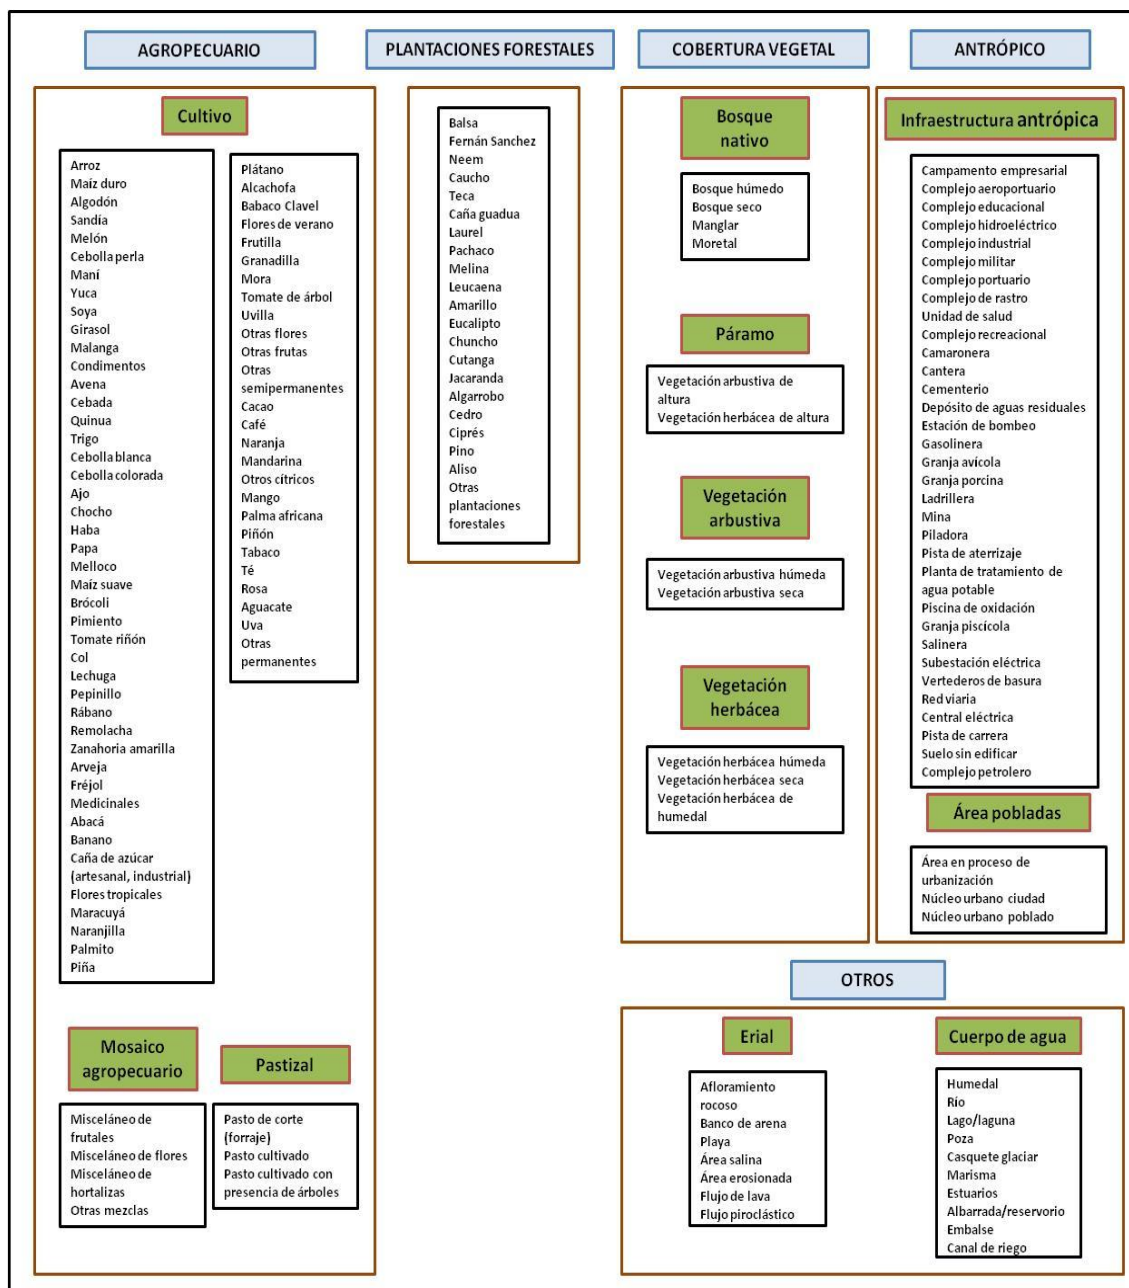 AGROPECUARIO
Cultivo
Arroz
Maíz duro
Algodón
Sandía
Melón
Cebolla perla
Maní
Yuca
Soya
Girasol
Malanga
Condimentos
Avena
Cebada
Quinua
Trigo
Cebolla blanca
Cebolla colorada
Ajo
Chocho
Haba
Papa
Melloco
Maíz suave
Brócoli
Pimiento
Tomate riñón
Col
Lechuga
Pepinillo
Rábano
Remolacha
Zanahoria amarilla
Arveja
Fréjol
Medicinales
Abacá
Banano
Caña de azúcar
(artesanal, industrial)
Flores tropicales
Maracuyá
Naranjilla
Palmito
Piña
Plátano
Alcachofa
Babaco Clavel
Flores de verano
Frutilla
Granadilla
Mora
Tomate de árbol
Uvilla
Otras flores
Otras frutas
Otras
semipermanentes
Cacao
Café
Naranja
Mandarina
Otros cítricos
Mango
Palma africana
Piñón
Tabaco
Té
Rosa
Aguacate
Uva
Otras
permanentes
Mosaico
agropecuario
Misceláneo de
frutales
Misceláneo de flores
Misceláneo de
hortalizas
Otras mezclas
Pastizal
Pasto de corte
(forraje)
Pasto cultivado
Pasto cultivado con
presencia de árboles
PLANTACIONES FORESTALES
Balsa
Fernán Sanchez
Neem
Caucho
Teca
Caña guadua
Laurel
Pachaco
Melina
Leucaena
Amarillo
Eucalipto
Chuncho
Cutanga
Jacaranda
Algarrobo
Cedro
Ciprés
Pino
Aliso
Otras
plantaciones
forestales
COBERTURA VEGETAL
Bosque
nativo
Bosque húmedo
Bosque seco
Manglar
Moretal
Páramo
Vegetación arbustiva de
altura
Vegetación herbácea de altura
Vegetación
arbustiva
Vegetación arbustiva húmeda
Vegetación arbustiva seca
Vegetación
herbácea
Vegetación herbácea húmeda
Vegetación herbácea seca
Vegetación herbácea de
humedal
ANTRÓPICO
Infraestructura antrópica
Campamento empresarial
Complejo aeroportuario
Complejo educacional
Complejo hidroeléctrico
Complejo industrial
Complejo militar
Complejo portuario
Complejo de rastro
Unidad de salud
Complejo recreacional
Camaronera
Cantera
Cementerio
Depósito de aguas residuales
Estación de bombeo
Gasolinera
Granja avícola
Granja porcina
Ladrillera
Mina
Piladora
Pista de aterrizaje
Planta de tratamiento de
agua potable
Piscina de oxidación
Granja piscícola
Salinera
Subestación eléctrica
Vertederos de basura
Red viaria
Central eléctrica
Pista de carrera
Suelo sin edificar
Complejo petrolero
Área pobladas
Área en proceso de
urbanización
Núcleo urbano ciudad
Núcleo urbano poblado
OTROS
Erial
Afloramiento
rocoso
Banco de arena
Playa
Área salina
Área erosionada
Flujo de lava
Flujo piroclástico
Cuerpo de agua
Humedal
Río
Lago/laguna
Poza
Casquete glaciar
Marisma
Estuarios
Albarrada/reservorio
Embalse
Canal de riego